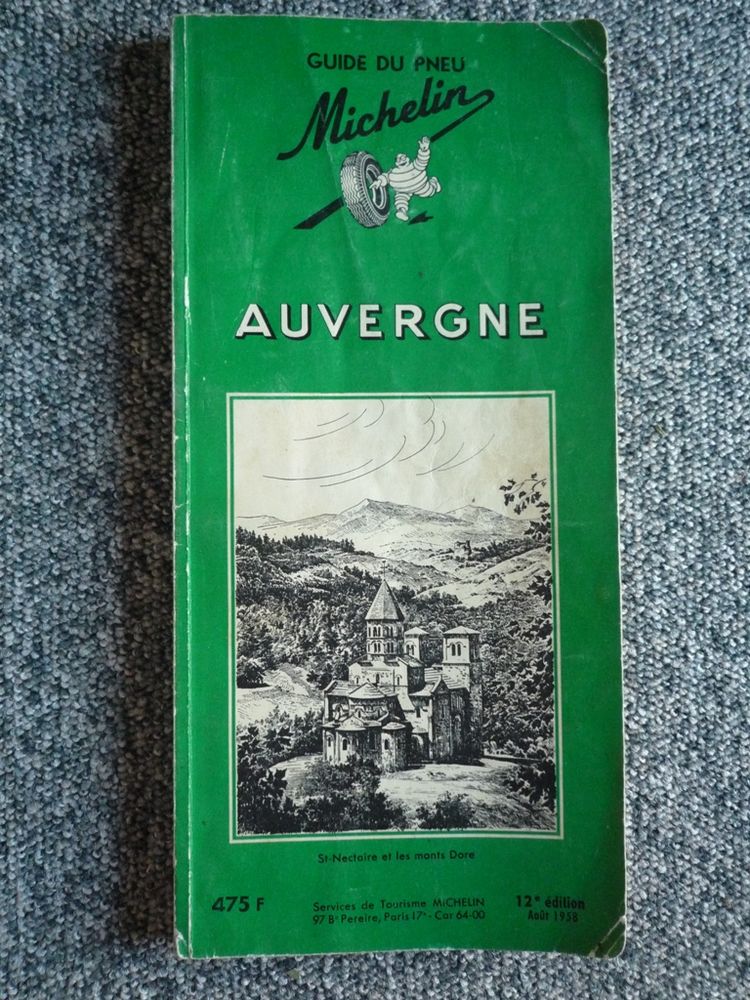 GUIDE DU PNEU
Michelin
AUVERGNE
St-Nectaire et les monts Dore
475 F
Services de Tourisme MICHELIN
97 Bᵈ Pereire, Paris 17ᵉ - Car 64-00
12ᵉ édition
Août 1958